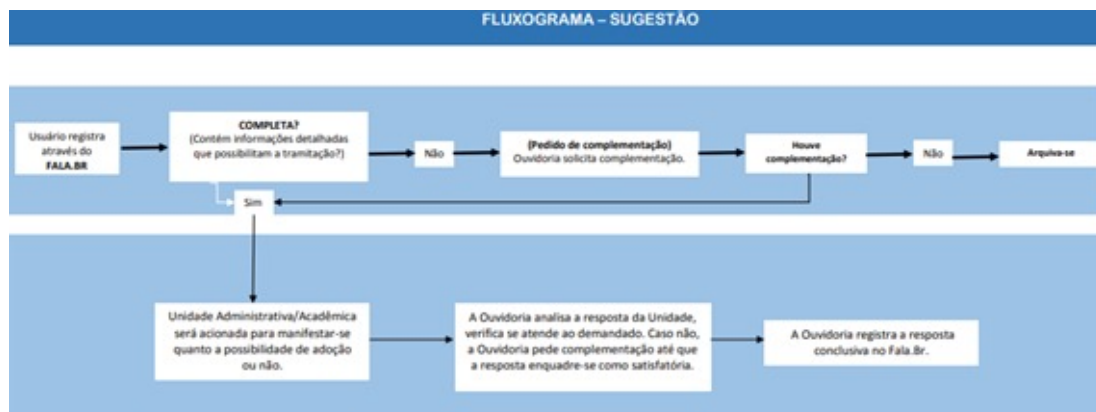 FLUXOGRAMA – SUGESTÃO
Usuário registra
através do
FALA.BR
COMPLETA?
(Contém informações detalhadas
que possibilitam a tramitação?)
Não
(Pedido de complementação)
Ouvidoria solicita complementação.
Houve
complementação?
Não
Arquiva-se
Sim
Unidade Administrativa/Acadêmica
será acionada para manifestar-se
quanto a possibilidade de adoção
ou não.
A Ouvidoria analisa a resposta da Unidade,
verifica se atende ao demandado. Caso não,
a Ouvidoria pede complementação até que
a resposta enquadre-se como satisfatória.
A Ouvidoria registra a resposta
conclusiva no Fala.Br.